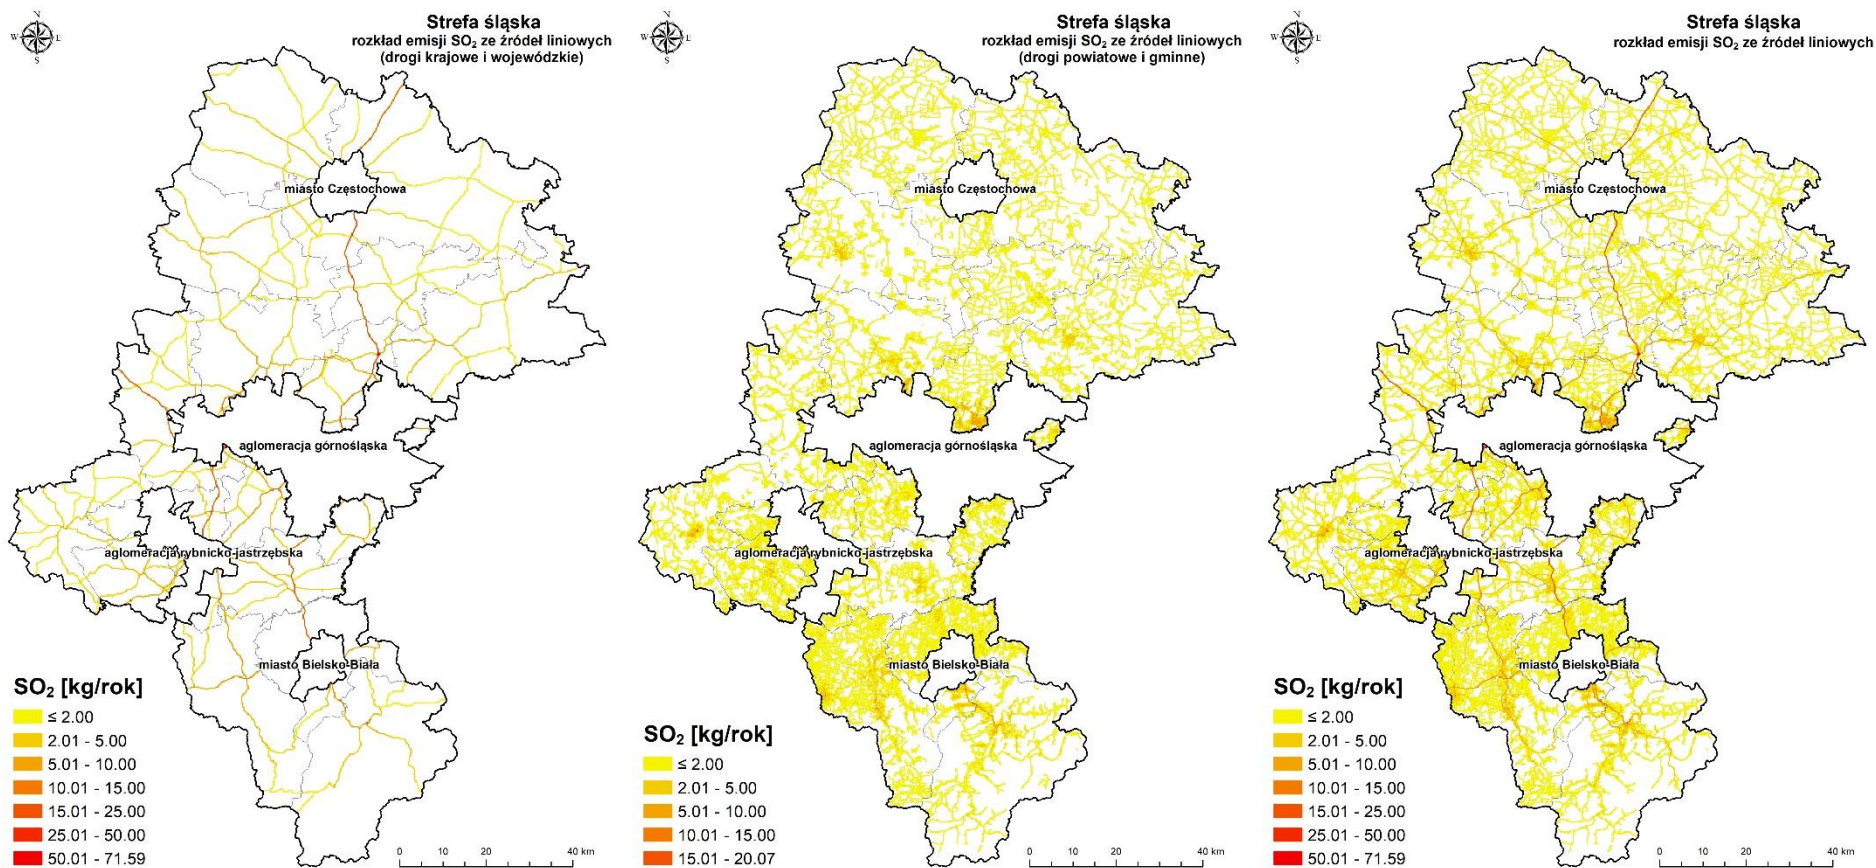 N
W E
S
Strefa śląska
rozkład emisji SO₂ ze źródeł liniowych
(drogi krajowe i wojewódzkie)
miasto Częstochowa
aglomeracja górnośląska
aglomeracja rybnicko-jastrzębska
miasto Bielsko-Biała
SO₂ [kg/rok]
≤ 2.00
2.01 - 5.00
5.01 - 10.00
10.01 - 15.00
15.01 - 25.00
25.01 - 50.00
50.01 - 71.59
0 10 20 40 km
N
W E
S
Strefa śląska
rozkład emisji SO₂ ze źródeł liniowych
(drogi powiatowe i gminne)
miasto Częstochowa
aglomeracja górnośląska
aglomeracja rybnicko-jastrzębska
miasto Bielsko-Biała
SO₂ [kg/rok]
≤ 2.00
2.01 - 5.00
5.01 - 10.00
10.01 - 15.00
15.01 - 20.07
0 10 20 40 km
N
W E
S
Strefa śląska
rozkład emisji SO₂ ze źródeł liniowych
miasto Częstochowa
aglomeracja górnośląska
aglomeracja rybnicko-jastrzębska
miasto Bielsko-Biała
SO₂ [kg/rok]
≤ 2.00
2.01 - 5.00
5.01 - 10.00
10.01 - 15.00
15.01 - 25.00
25.01 - 50.00
50.01 - 71.59
0 10 20 40 km